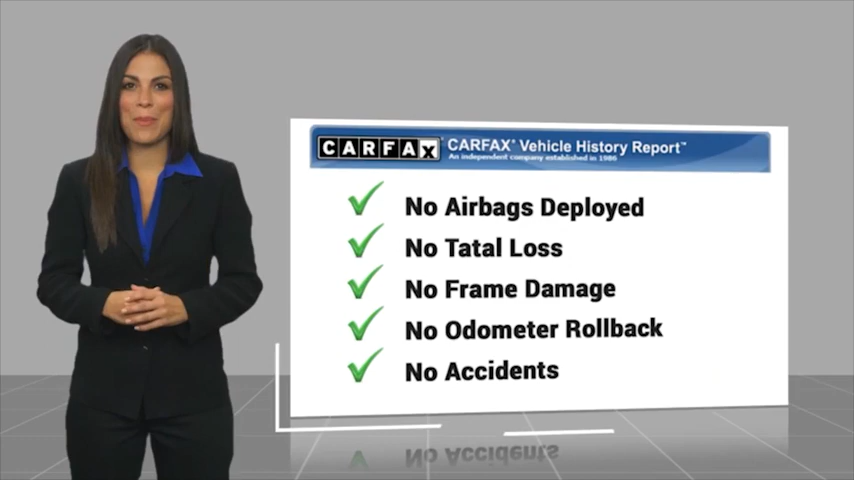 CARFAX CARFAX® Vehicle History Report™
An independent company established in 1986
No Airbags Deployed
No Tatal Loss
No Frame Damage
No Odometer Rollback
No Accidents
No Accidents